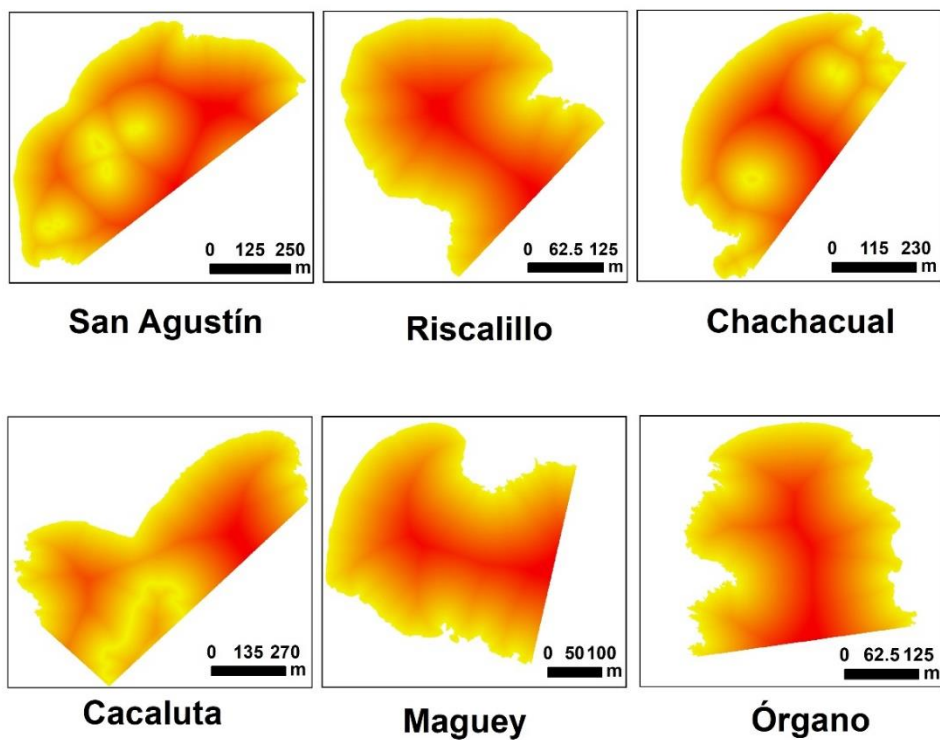 0 125 250
m
0 62.5 125
m
0 115 230
m
San Agustín
Riscalillo
Chachacual
0 135 270
m
0 50 100
m
0 62.5 125
m
Cacaluta
Maguey
Órgano